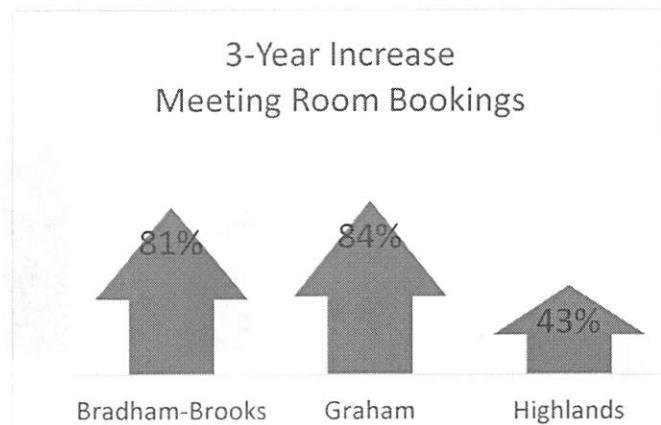 3-Year Increase
Meeting Room Bookings
81% 84% 43%
Bradham-Brooks Graham Highlands